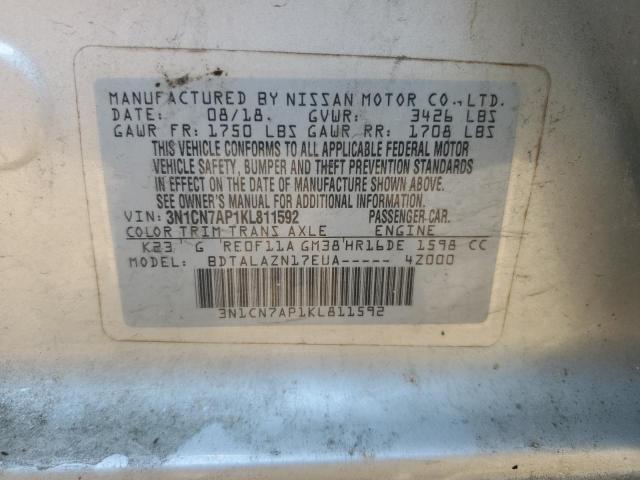 MANUFACTURED BY NISSAN MOTOR CO.,LTD.
DATE: 08/18. GVWR: 3426 LBS
GAWR FR: 1750 LBS GAWR RR: 1708 LBS
THIS VEHICLE CONFORMS TO ALL APPLICABLE FEDERAL MOTOR
VEHICLE SAFETY, BUMPER AND THEFT PREVENTION STANDARDS
IN EFFECT ON THE DATE OF MANUFACTURE SHOWN ABOVE.
SEE OWNER'S MANUAL FOR ADDITIONAL INFORMATION.
VIN: 3N1CN7AP1KL811592 PASSENGER-CAR.
COLOR TRIM TRANS AXLE ENGINE
K23 G RE0F11A GM38 HR16DE 1598 CC
MODEL: BDTALAZN17EUA----- 4Z000
3N1CN7AP1KL811592